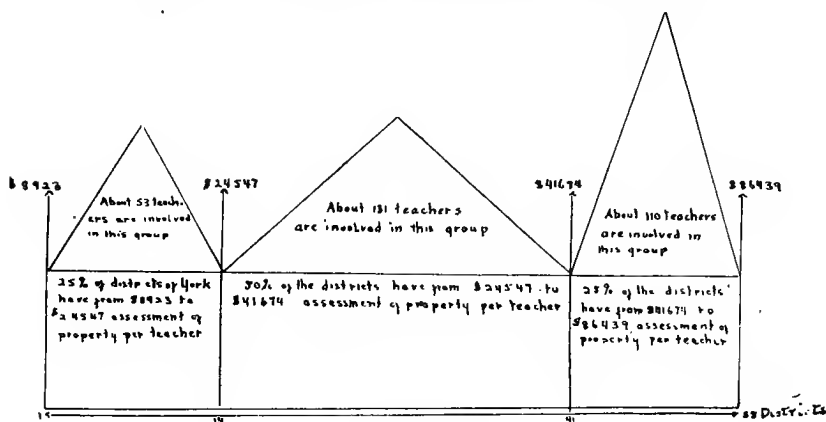 $8923
$24547
$41674
$86439
About 53 teach-
ers are involved
in this group
About 131 teachers
are involved in this group
About 110 teachers
are involved in
this group
25% of districts of York
have from $8923 to
$24547 assessment of
property per teacher
50% of the districts have from $24547 to
$41674 assessment of property per teacher
25% of the districts
have from $41674 to
$86439 assessment of
property per teacher
14
41
Districts